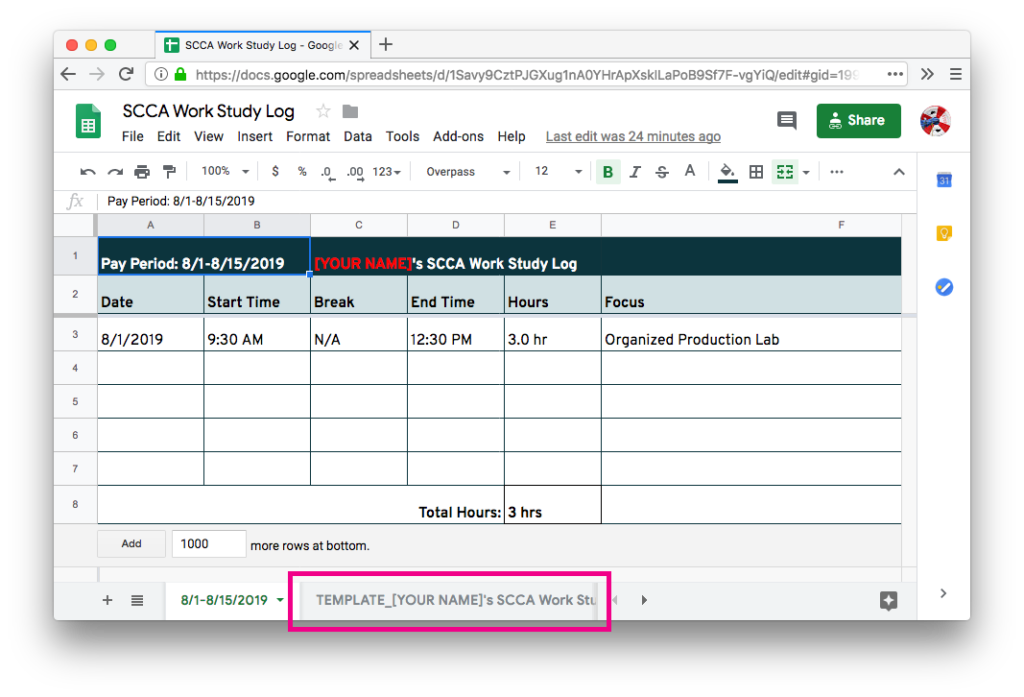 SCCA Work Study Log - Google
https://docs.google.com/spreadsheets/d/1Savy9CztPJGXug1nA0YHrApXsklLaPoB9Sf7F-vgYiQ/edit#gid=199
SCCA Work Study Log
File Edit View Insert Format Data Tools Add-ons Help Last edit was 24 minutes ago
Share
100% $ % .0 .00 123 Overpass 12 B I S A
31
fx Pay Period: 8/1-8/15/2019
A B C D E F
1 Pay Period: 8/1-8/15/2019 [YOUR NAME]'s SCCA Work Study Log
2 Date Start Time Break End Time Hours Focus
3 8/1/2019 9:30 AM N/A 12:30 PM 3.0 hr Organized Production Lab
4
5
6
7
8 Total Hours: 3 hrs
Add 1000 more rows at bottom.
8/1-8/15/2019 TEMPLATE_[YOUR NAME]'s SCCA Work Stu